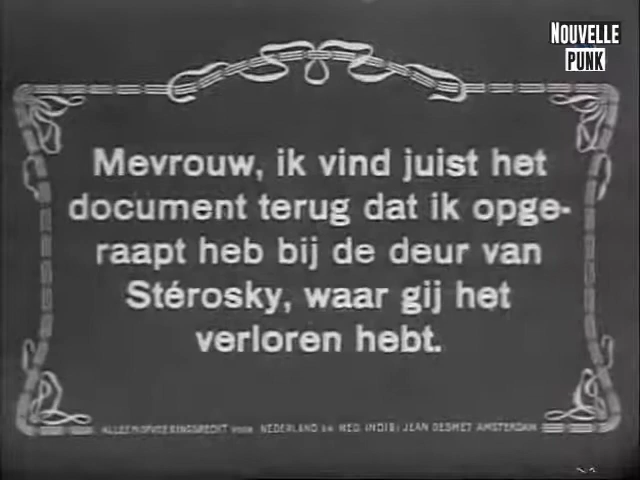 NOUVELLE
PUNK
Mevrouw, ik vind juist het
document terug dat ik opge-
raapt heb bij de deur van
Stérosky, waar gij het
verloren hebt.
ALLEENOPVOERINGSRECHT voor NEDERLAND en NED. INDIË: JEAN DESMET AMSTERDAM